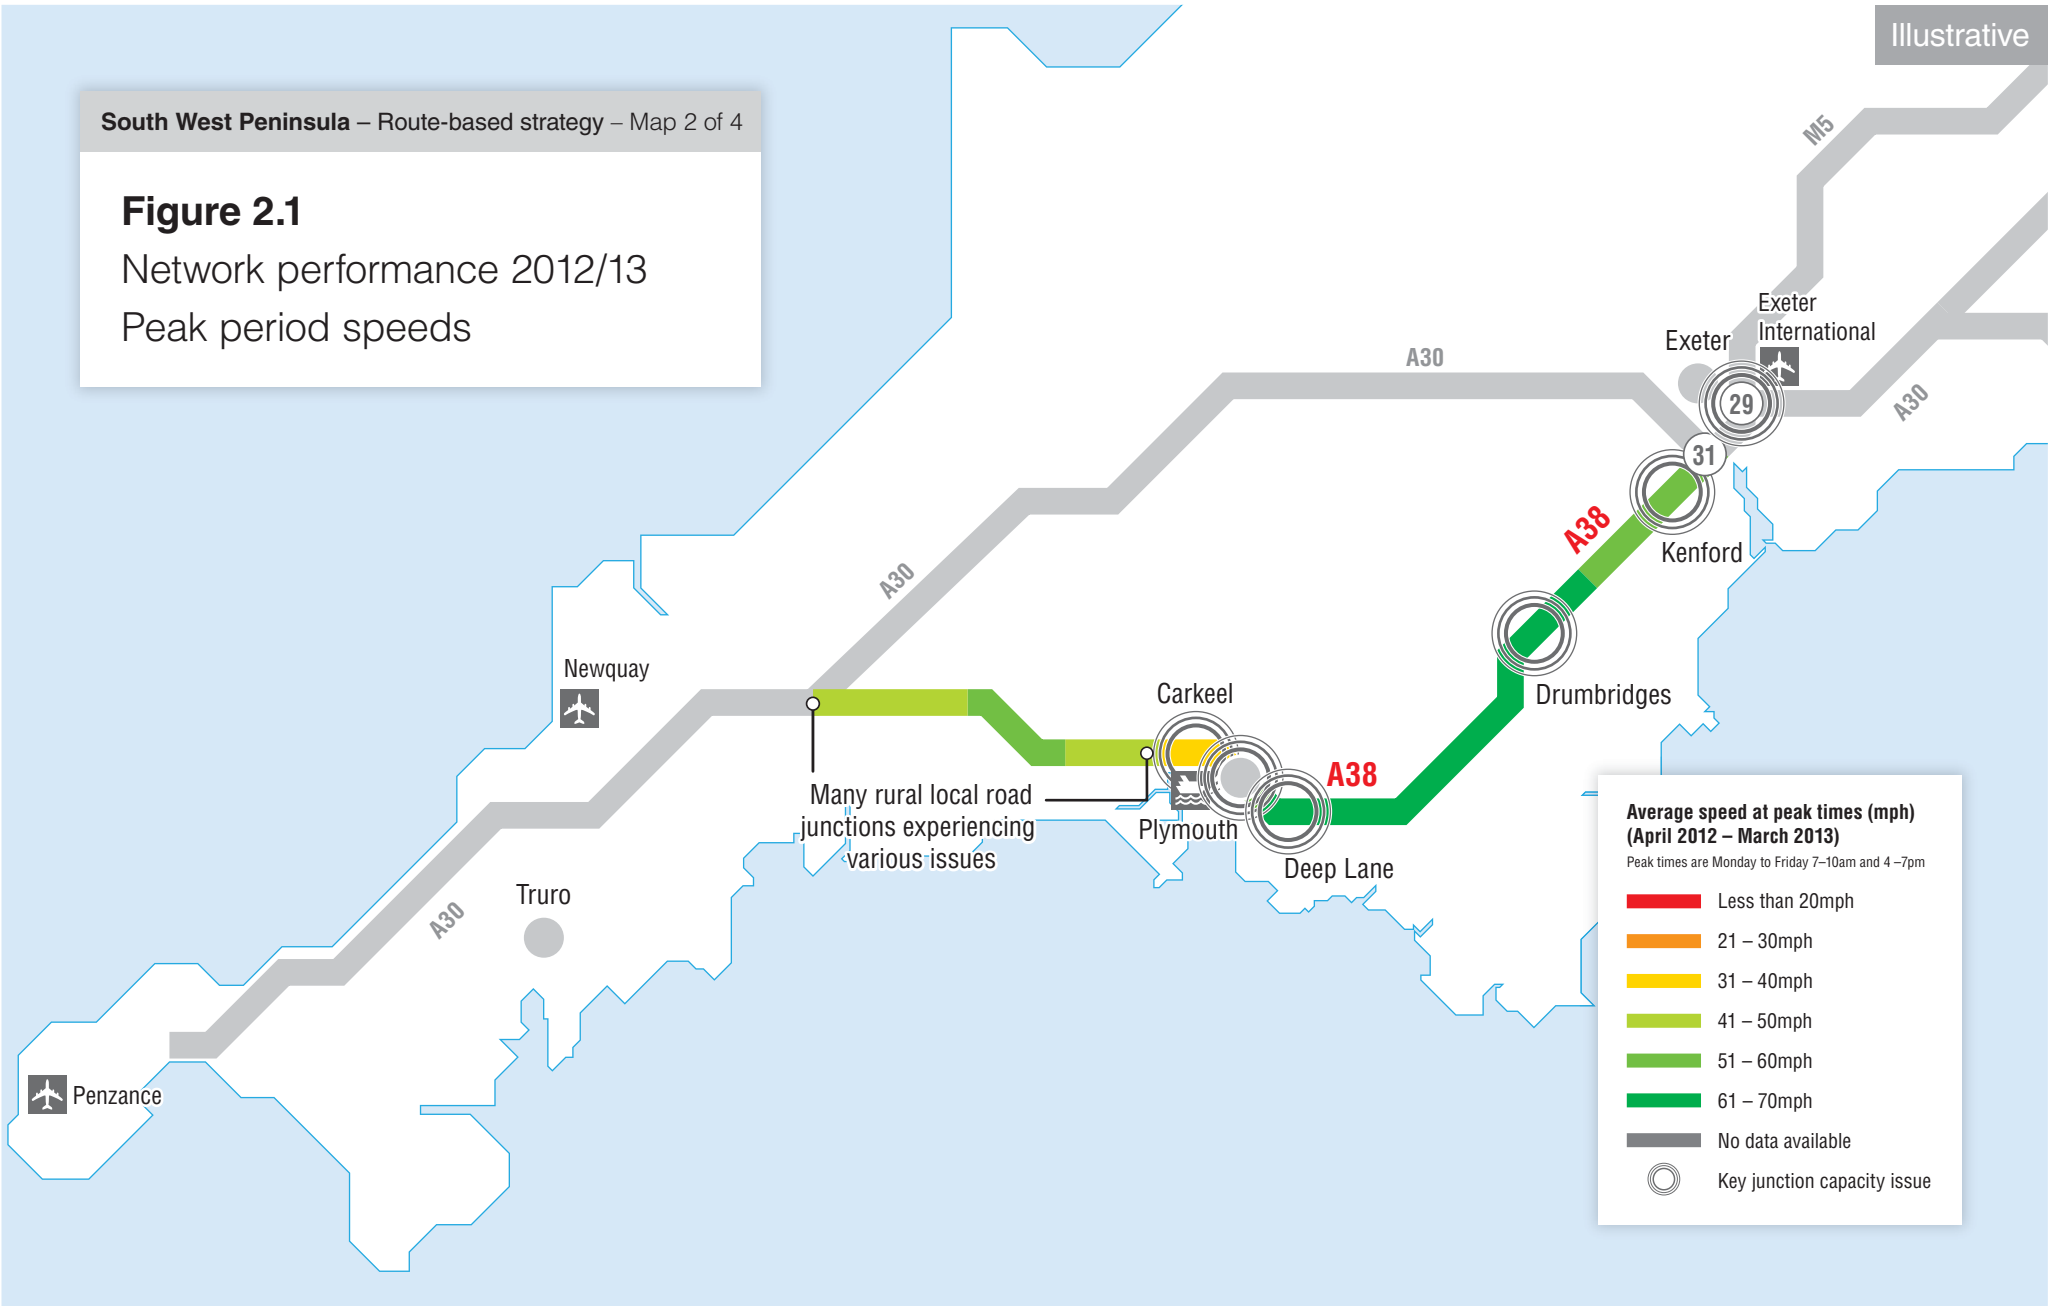 Illustrative
South West Peninsula – Route-based strategy – Map 2 of 4
Figure 2.1
Network performance 2012/13
Peak period speeds
M5
Exeter
International
Exeter
A30
29
A30
31
A38
Kenford
A30
Newquay
Drumbridges
Carkeel
A38
Many rural local road
junctions experiencing
various issues
Plymouth
Deep Lane
Truro
A30
Penzance
Average speed at peak times (mph)
(April 2012 – March 2013)
Peak times are Monday to Friday 7–10am and 4 –7pm
Less than 20mph
21 – 30mph
31 – 40mph
41 – 50mph
51 – 60mph
61 – 70mph
No data available
Key junction capacity issue